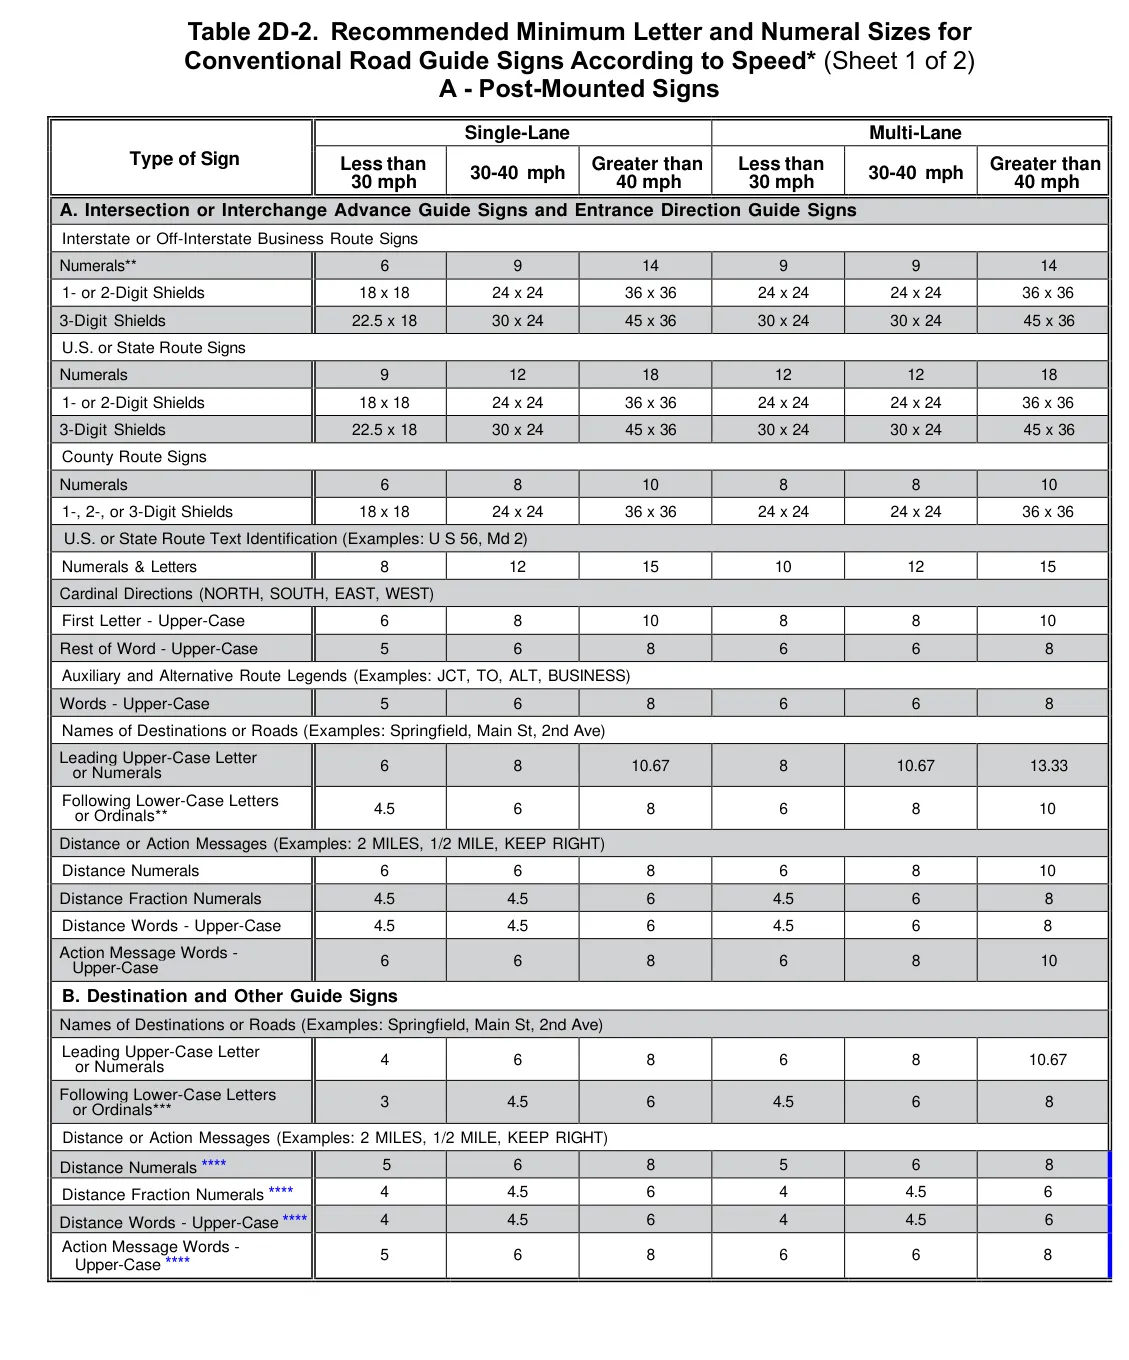 Table 2D-2. Recommended Minimum Letter and Numeral Sizes for
Conventional Road Guide Signs According to Speed* (Sheet 1 of 2)
A - Post-Mounted Signs
Type of Sign Single-Lane Multi-Lane
Less than 30 mph 30-40 mph Greater than 40 mph Less than 30 mph 30-40 mph Greater than 40 mph
A. Intersection or Interchange Advance Guide Signs and Entrance Direction Guide Signs
Interstate or Off-Interstate Business Route Signs
Numerals** 6 9 14 9 9 14
1- or 2-Digit Shields 18 x 18 24 x 24 36 x 36 24 x 24 24 x 24 36 x 36
3-Digit Shields 22.5 x 18 30 x 24 45 x 36 30 x 24 30 x 24 45 x 36
U.S. or State Route Signs
Numerals 9 12 18 12 12 18
1- or 2-Digit Shields 18 x 18 24 x 24 36 x 36 24 x 24 24 x 24 36 x 36
3-Digit Shields 22.5 x 18 30 x 24 45 x 36 30 x 24 30 x 24 45 x 36
County Route Signs
Numerals 6 8 10 8 8 10
1-, 2-, or 3-Digit Shields 18 x 18 24 x 24 36 x 36 24 x 24 24 x 24 36 x 36
U.S. or State Route Text Identification (Examples: U S 56, Md 2)
Numerals & Letters 8 12 15 10 12 15
Cardinal Directions (NORTH, SOUTH, EAST, WEST)
First Letter - Upper-Case 6 8 10 8 8 10
Rest of Word - Upper-Case 5 6 8 6 6 8
Auxiliary and Alternative Route Legends (Examples: JCT, TO, ALT, BUSINESS)
Words - Upper-Case 5 6 8 6 6 8
Names of Destinations or Roads (Examples: Springfield, Main St, 2nd Ave)
Leading Upper-Case Letter
or Numerals 6 8 10.67 8 10.67 13.33
Following Lower-Case Letters
or Ordinals** 4.5 6 8 6 8 10
Distance or Action Messages (Examples: 2 MILES, 1/2 MILE, KEEP RIGHT)
Distance Numerals 6 6 8 6 8 10
Distance Fraction Numerals 4.5 4.5 6 4.5 6 8
Distance Words - Upper-Case 4.5 4.5 6 4.5 6 8
Action Message Words -
Upper-Case 6 6 8 6 8 10
B. Destination and Other Guide Signs
Names of Destinations or Roads (Examples: Springfield, Main St, 2nd Ave)
Leading Upper-Case Letter
or Numerals 4 6 8 6 8 10.67
Following Lower-Case Letters
or Ordinals*** 3 4.5 6 4.5 6 8
Distance or Action Messages (Examples: 2 MILES, 1/2 MILE, KEEP RIGHT)
Distance Numerals **** 5 6 8 5 6 8
Distance Fraction Numerals **** 4 4.5 6 4 4.5 6
Distance Words - Upper-Case **** 4 4.5 6 4 4.5 6
Action Message Words -
Upper-Case **** 5 6 8 6 6 8